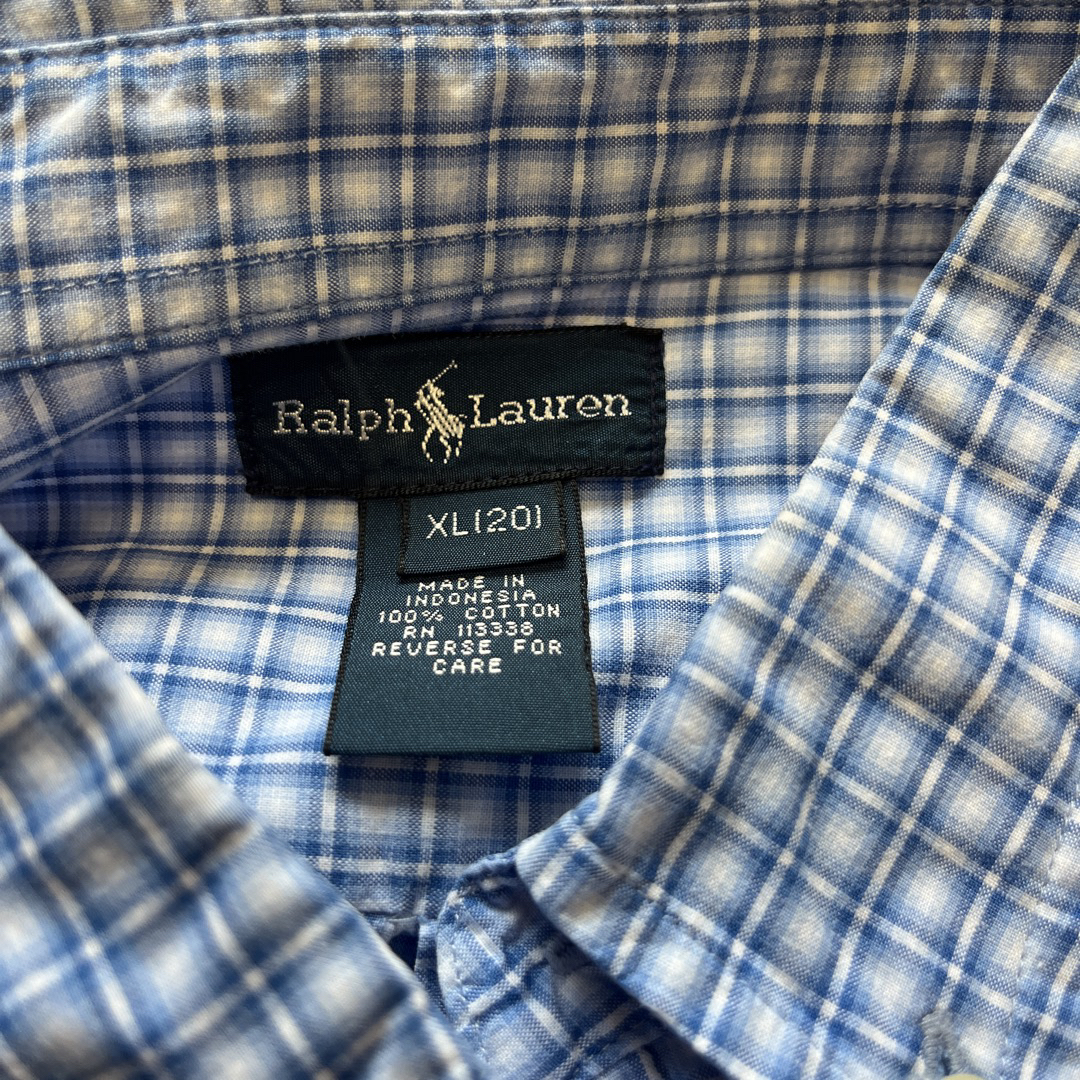 Ralph Lauren
XL(20)
MADE IN
INDONESIA
100% COTTON
RN 113338
REVERSE FOR
CARE